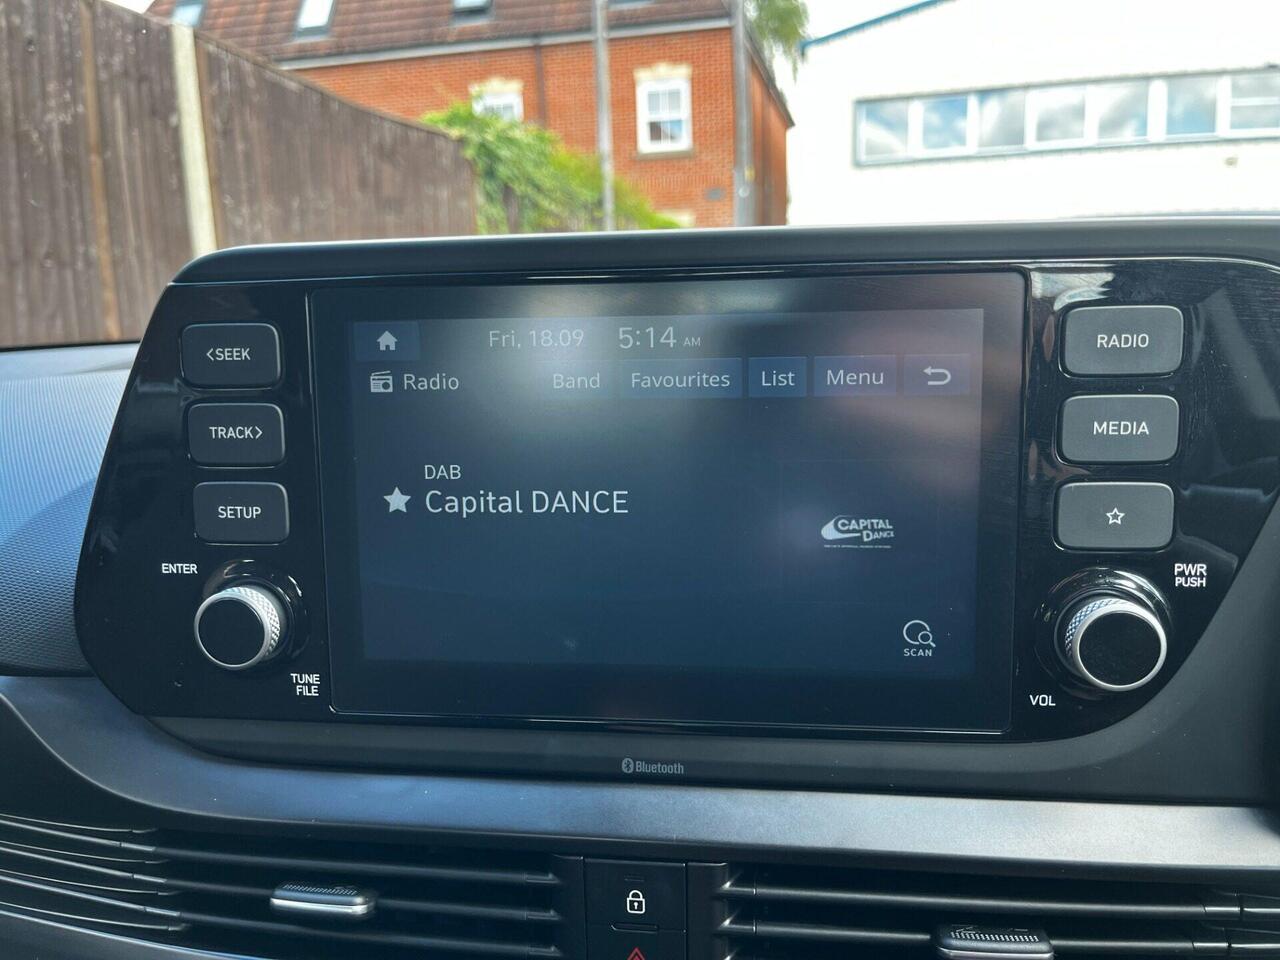 <SEEK
TRACK>
SETUP
ENTER
TUNE
FILE
Fri, 18.09 5:14 AM
Radio Band Favourites List Menu
DAB
Capital DANCE
CAPITAL
DANCE
SCAN
RADIO
MEDIA
PWR
PUSH
VOL
Bluetooth